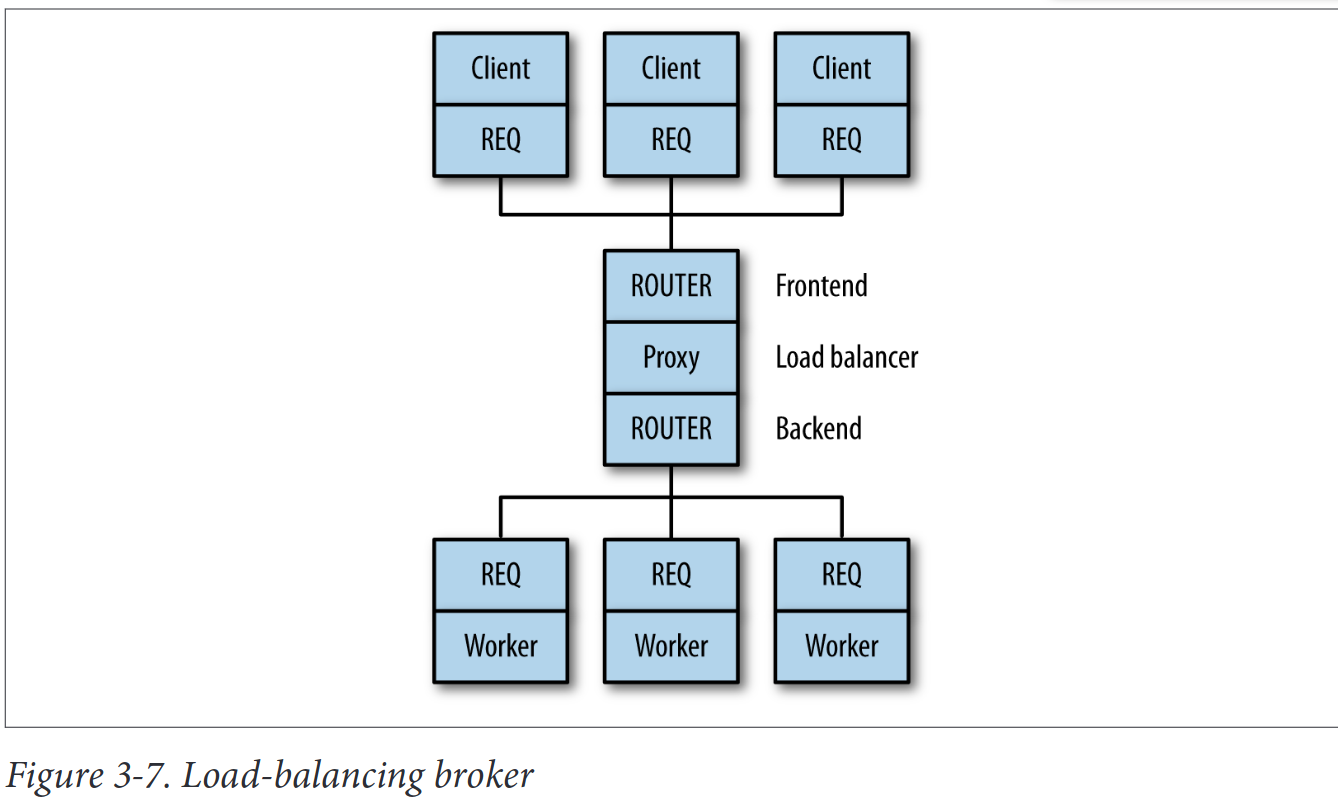 Client Client Client
REQ REQ REQ
ROUTER Frontend
Proxy Load balancer
ROUTER Backend
REQ REQ REQ
Worker Worker Worker
Figure 3-7. Load-balancing broker